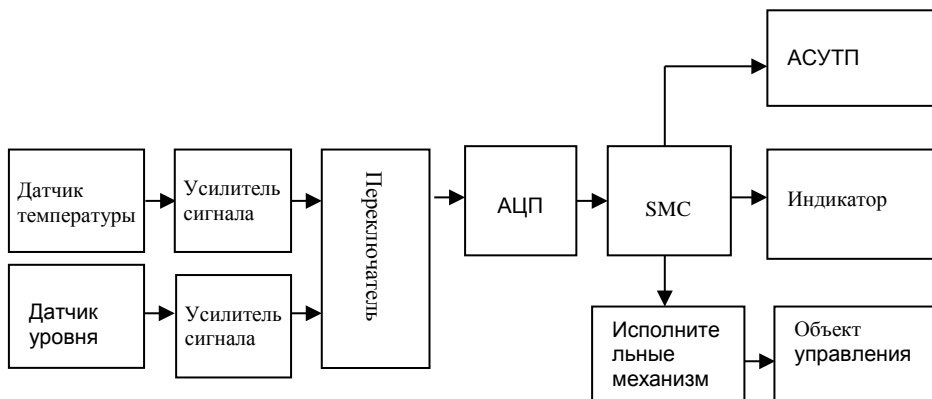 АСУТП
Датчик
температуры
Усилитель
сигнала
Переключатель
АЦП
SMC
Индикатор
Датчик
уровня
Усилитель
сигнала
Исполните
льные
механизм
Объект
управления